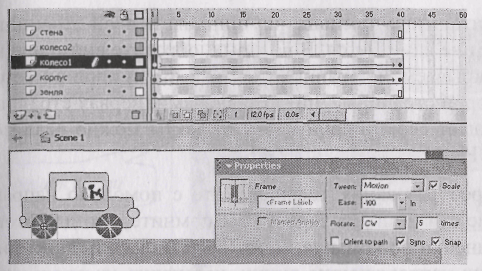 1 5 10 15 20 25 30 35 40 45 50
стена
колесо2
колесо1
корпус
земля
1 12.0 fps 0.0s
Scene 1
Properties
Frame
<Frame Label>
Tween: Motion Scale
Ease: -100 In
Rotate: CW 5 times
Orient to path Sync Snap